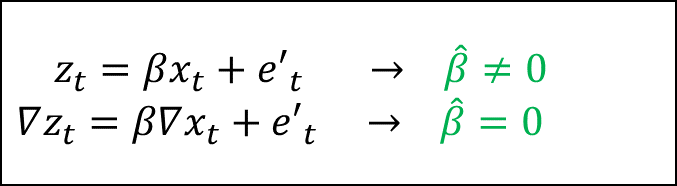 z_t = βx_t + e'_t → β̂ ≠ 0
∇z_t = β∇x_t + e'_t → β̂ = 0